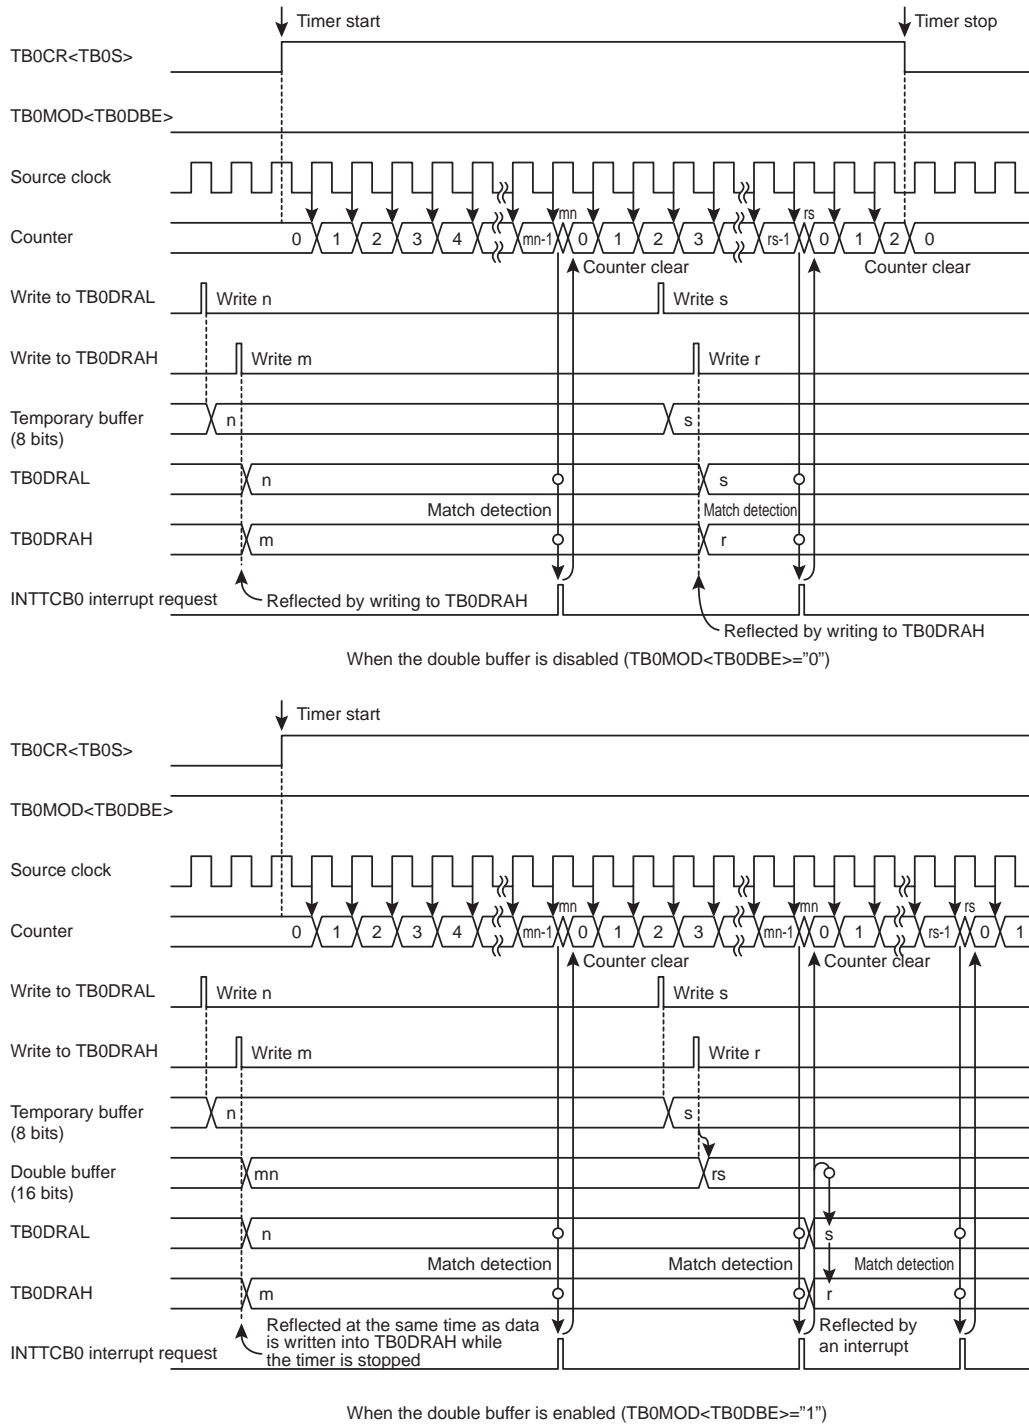 Timer start
Timer stop
TB0CR<TB0S>
TB0MOD<TB0DBE>
Source clock
mn
rs
Counter
0 1 2 3 4 mn-1 0 1 2 3 rs-1 0 1 2 0
Counter clear
Counter clear
Write to TB0DRAL
Write n
Write s
Write to TB0DRAH
Write m
Write r
Temporary buffer
(8 bits)
n
s
TB0DRAL
n
s
Match detection
Match detection
TB0DRAH
m
r
INTTCB0 interrupt request
Reflected by writing to TB0DRAH
Reflected by writing to TB0DRAH
When the double buffer is disabled (TB0MOD<TB0DBE>=”0”)
Timer start
TB0CR<TB0S>
TB0MOD<TB0DBE>
Source clock
mn
mn
rs
Counter
0 1 2 3 4 mn-1 0 1 2 3 mn-1 0 1 rs-1 0 1
Counter clear
Counter clear
Write to TB0DRAL
Write n
Write s
Write to TB0DRAH
Write m
Write r
Temporary buffer
(8 bits)
n
s
Double buffer
(16 bits)
mn
rs
TB0DRAL
n
s
Match detection
Match detection
Match detection
TB0DRAH
m
r
Reflected at the same time as data
is written into TB0DRAH while
the timer is stopped
Reflected by
an interrupt
INTTCB0 interrupt request
When the double buffer is enabled (TB0MOD<TB0DBE>=”1”)